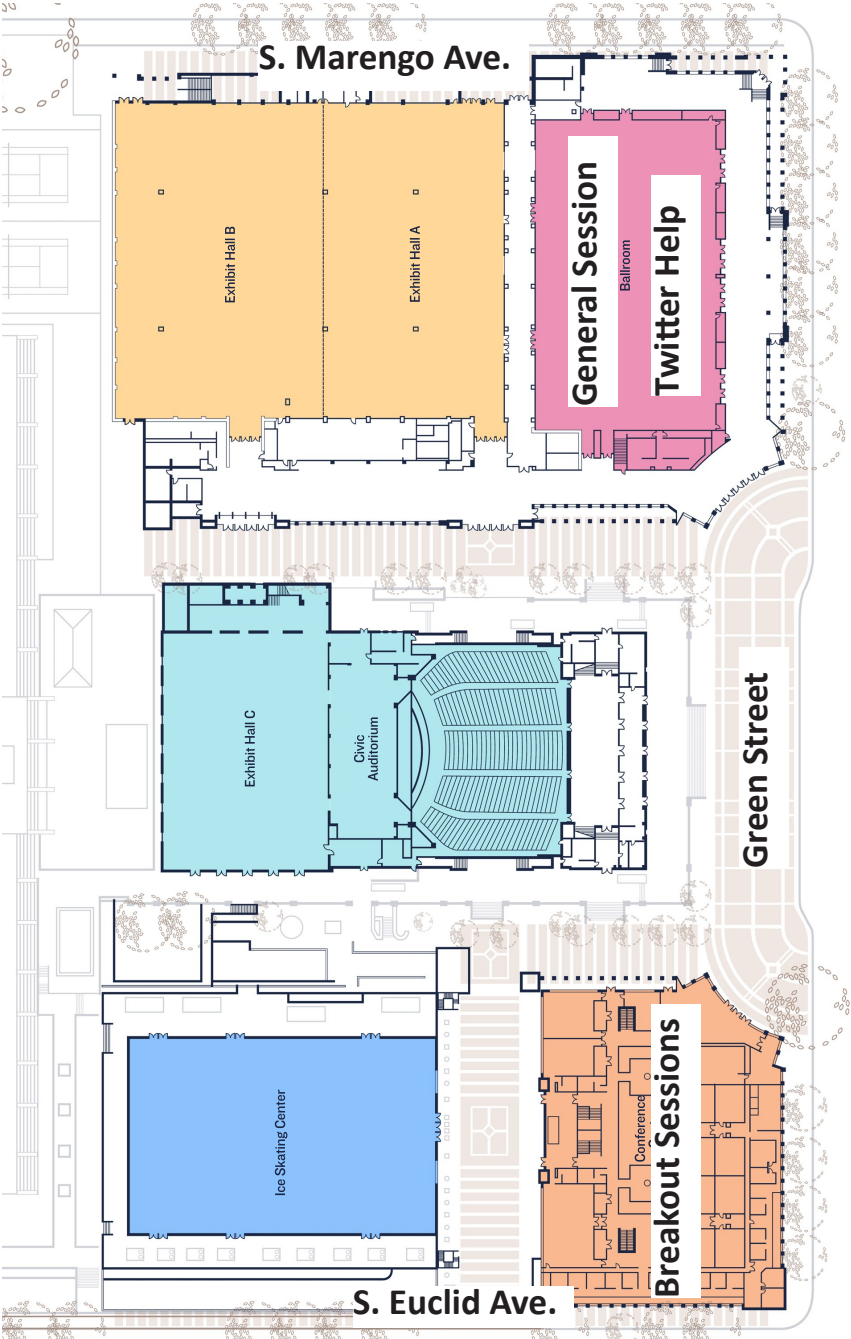 S. Marengo Ave.
Exhibit Hall B
Exhibit Hall A
General Session
Ballroom
Twitter Help
Exhibit Hall C
Civic
Auditorium
Green Street
Ice Skating Center
Conference
Breakout Sessions
S. Euclid Ave.